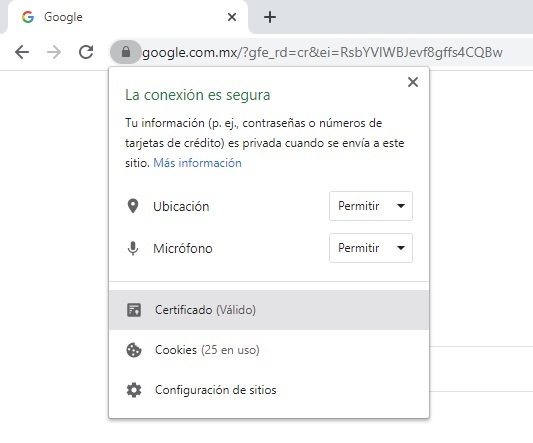 Google
google.com.mx/?gfe_rd=cr&ei=RsbYVIWBJevf8gffs4CQBw
La conexión es segura
Tu información (p. ej., contraseñas o números de
tarjetas de crédito) es privada cuando se envía a este
sitio. Más información
Ubicación Permitir
Micrófono Permitir
Certificado (Válido)
Cookies (25 en uso)
Configuración de sitios